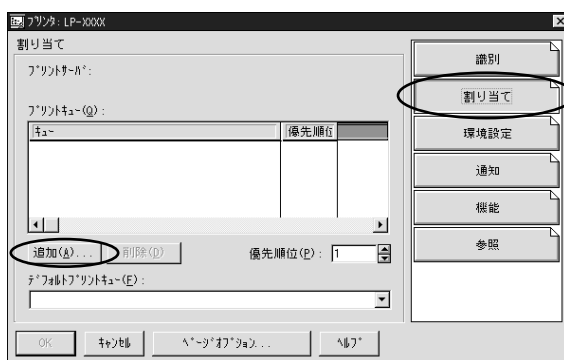 プリンタ: LP-XXXX
割り当て
プリントサーバ:
プリントキュー(Q):
キュー 優先順位
追加(A)... 削除(D) 優先順位(P): 1
デフォルトプリントキュー(F):
OK キャンセル ページオプション... ヘルプ
識別
割り当て
環境設定
通知
機能
参照